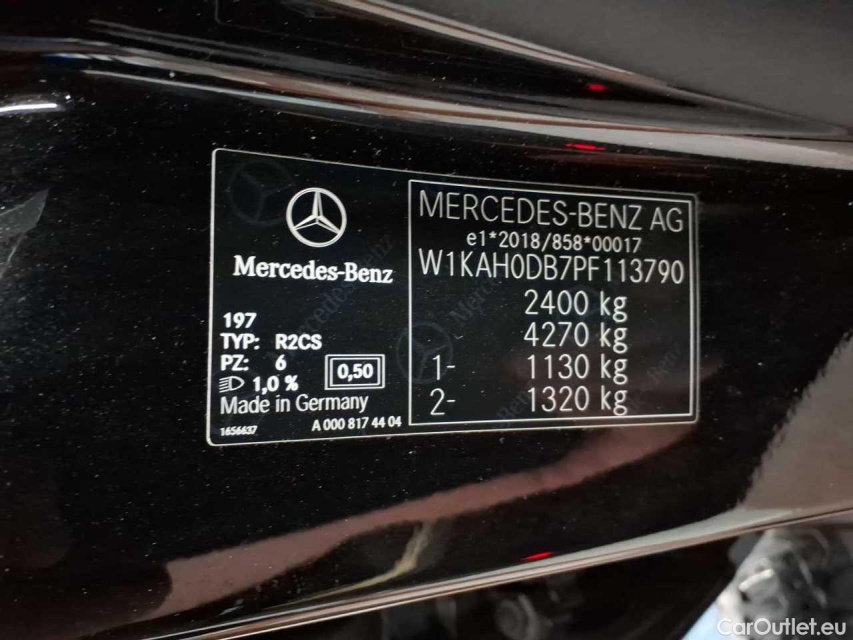 Mercedes-Benz
197
TYP: R2CS
PZ: 6
1,0 % 0,50
Made in Germany
1656637 A 000 817 44 04
MERCEDES-BENZ AG
e1*2018/858*00017
W1KAH0DB7PF113790
2400 kg
4270 kg
1- 1130 kg
2- 1320 kg
CarOutlet.eu